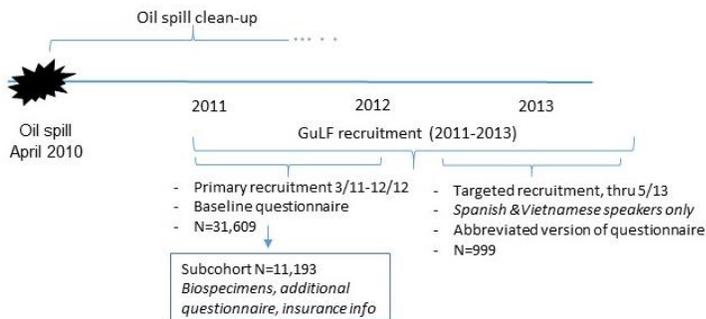 Oil spill clean-up
2011
2012
2013
Oil spill
April 2010
GuLF recruitment (2011-2013)
- Primary recruitment 3/11-12/12
- Baseline questionnaire
- N=31,609
- Targeted recruitment, thru 5/13
- Spanish &Vietnamese speakers only
- Abbreviated version of questionnaire
- N=999
Subcohort N=11,193
Biospecimens, additional
questionnaire, insurance info